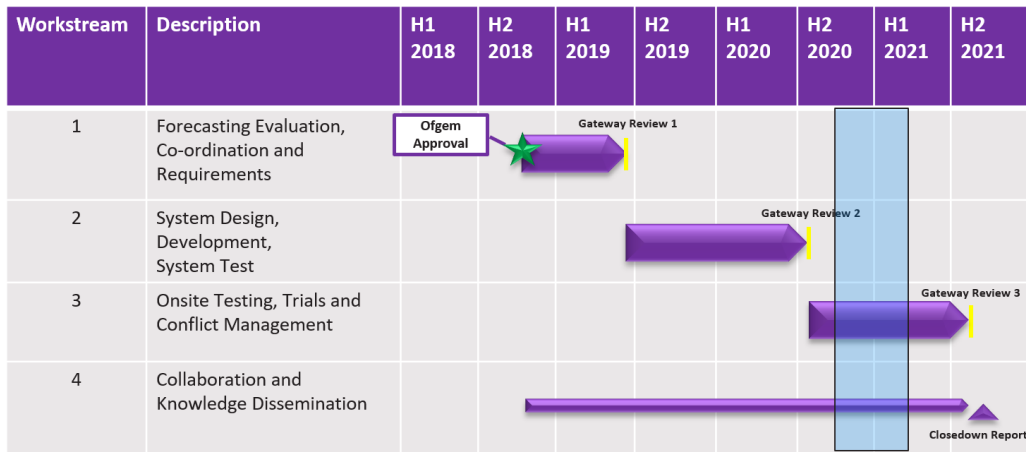 Workstream
Description
H1
2018
H2
2018
H1
2019
H2
2019
H1
2020
H2
2020
H1
2021
H2
2021
1
Forecasting Evaluation,
Co-ordination and
Requirements
Ofgem
Approval
Gateway Review 1
2
System Design,
Development,
System Test
Gateway Review 2
3
Onsite Testing, Trials and
Conflict Management
Gateway Review 3
4
Collaboration and
Knowledge Dissemination
Closedown Report